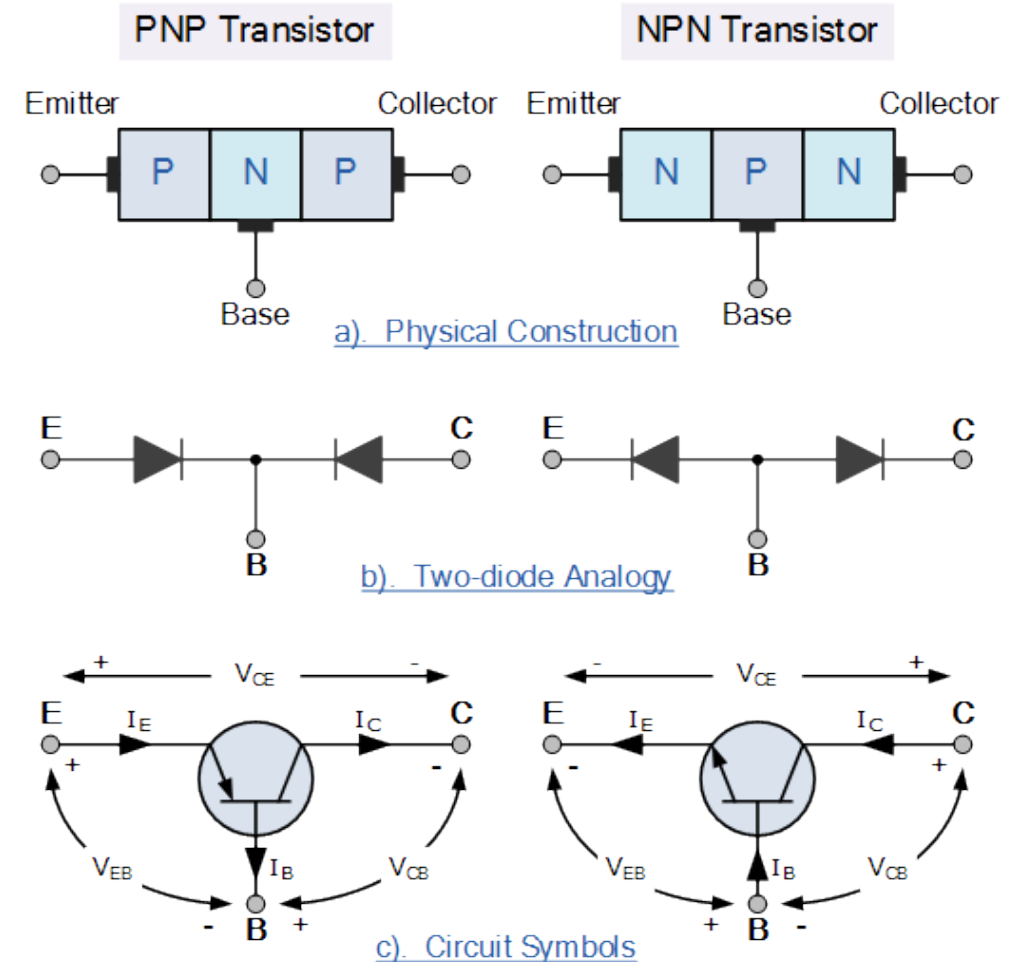 PNP Transistor NPN Transistor
Emitter Collector Emitter Collector
P N P N P N
Base Base
a). Physical Construction
E C E C
B B
b). Two-diode Analogy
+ VCE - - VCE +
E IE IC C E IE IC C
+ - - +
VEB IB VCB VEB IB VCB
- B + + B -
c). Circuit Symbols